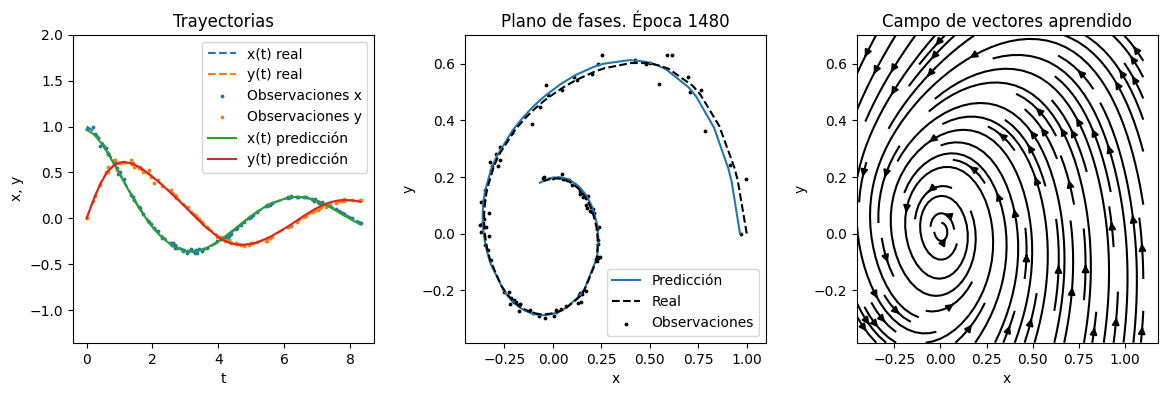 Trayectorias
2.0
1.5
1.0
0.5
0.0
−0.5
−1.0
x, y
0 2 4 6 8
t
x(t) real
y(t) real
Observaciones x
Observaciones y
x(t) predicción
y(t) predicción
Plano de fases. Época 1480
0.6
0.4
0.2
0.0
−0.2
y
−0.25 0.00 0.25 0.50 0.75 1.00
x
Predicción
Real
Observaciones
Campo de vectores aprendido
0.6
0.4
0.2
0.0
−0.2
y
−0.25 0.00 0.25 0.50 0.75 1.00
x